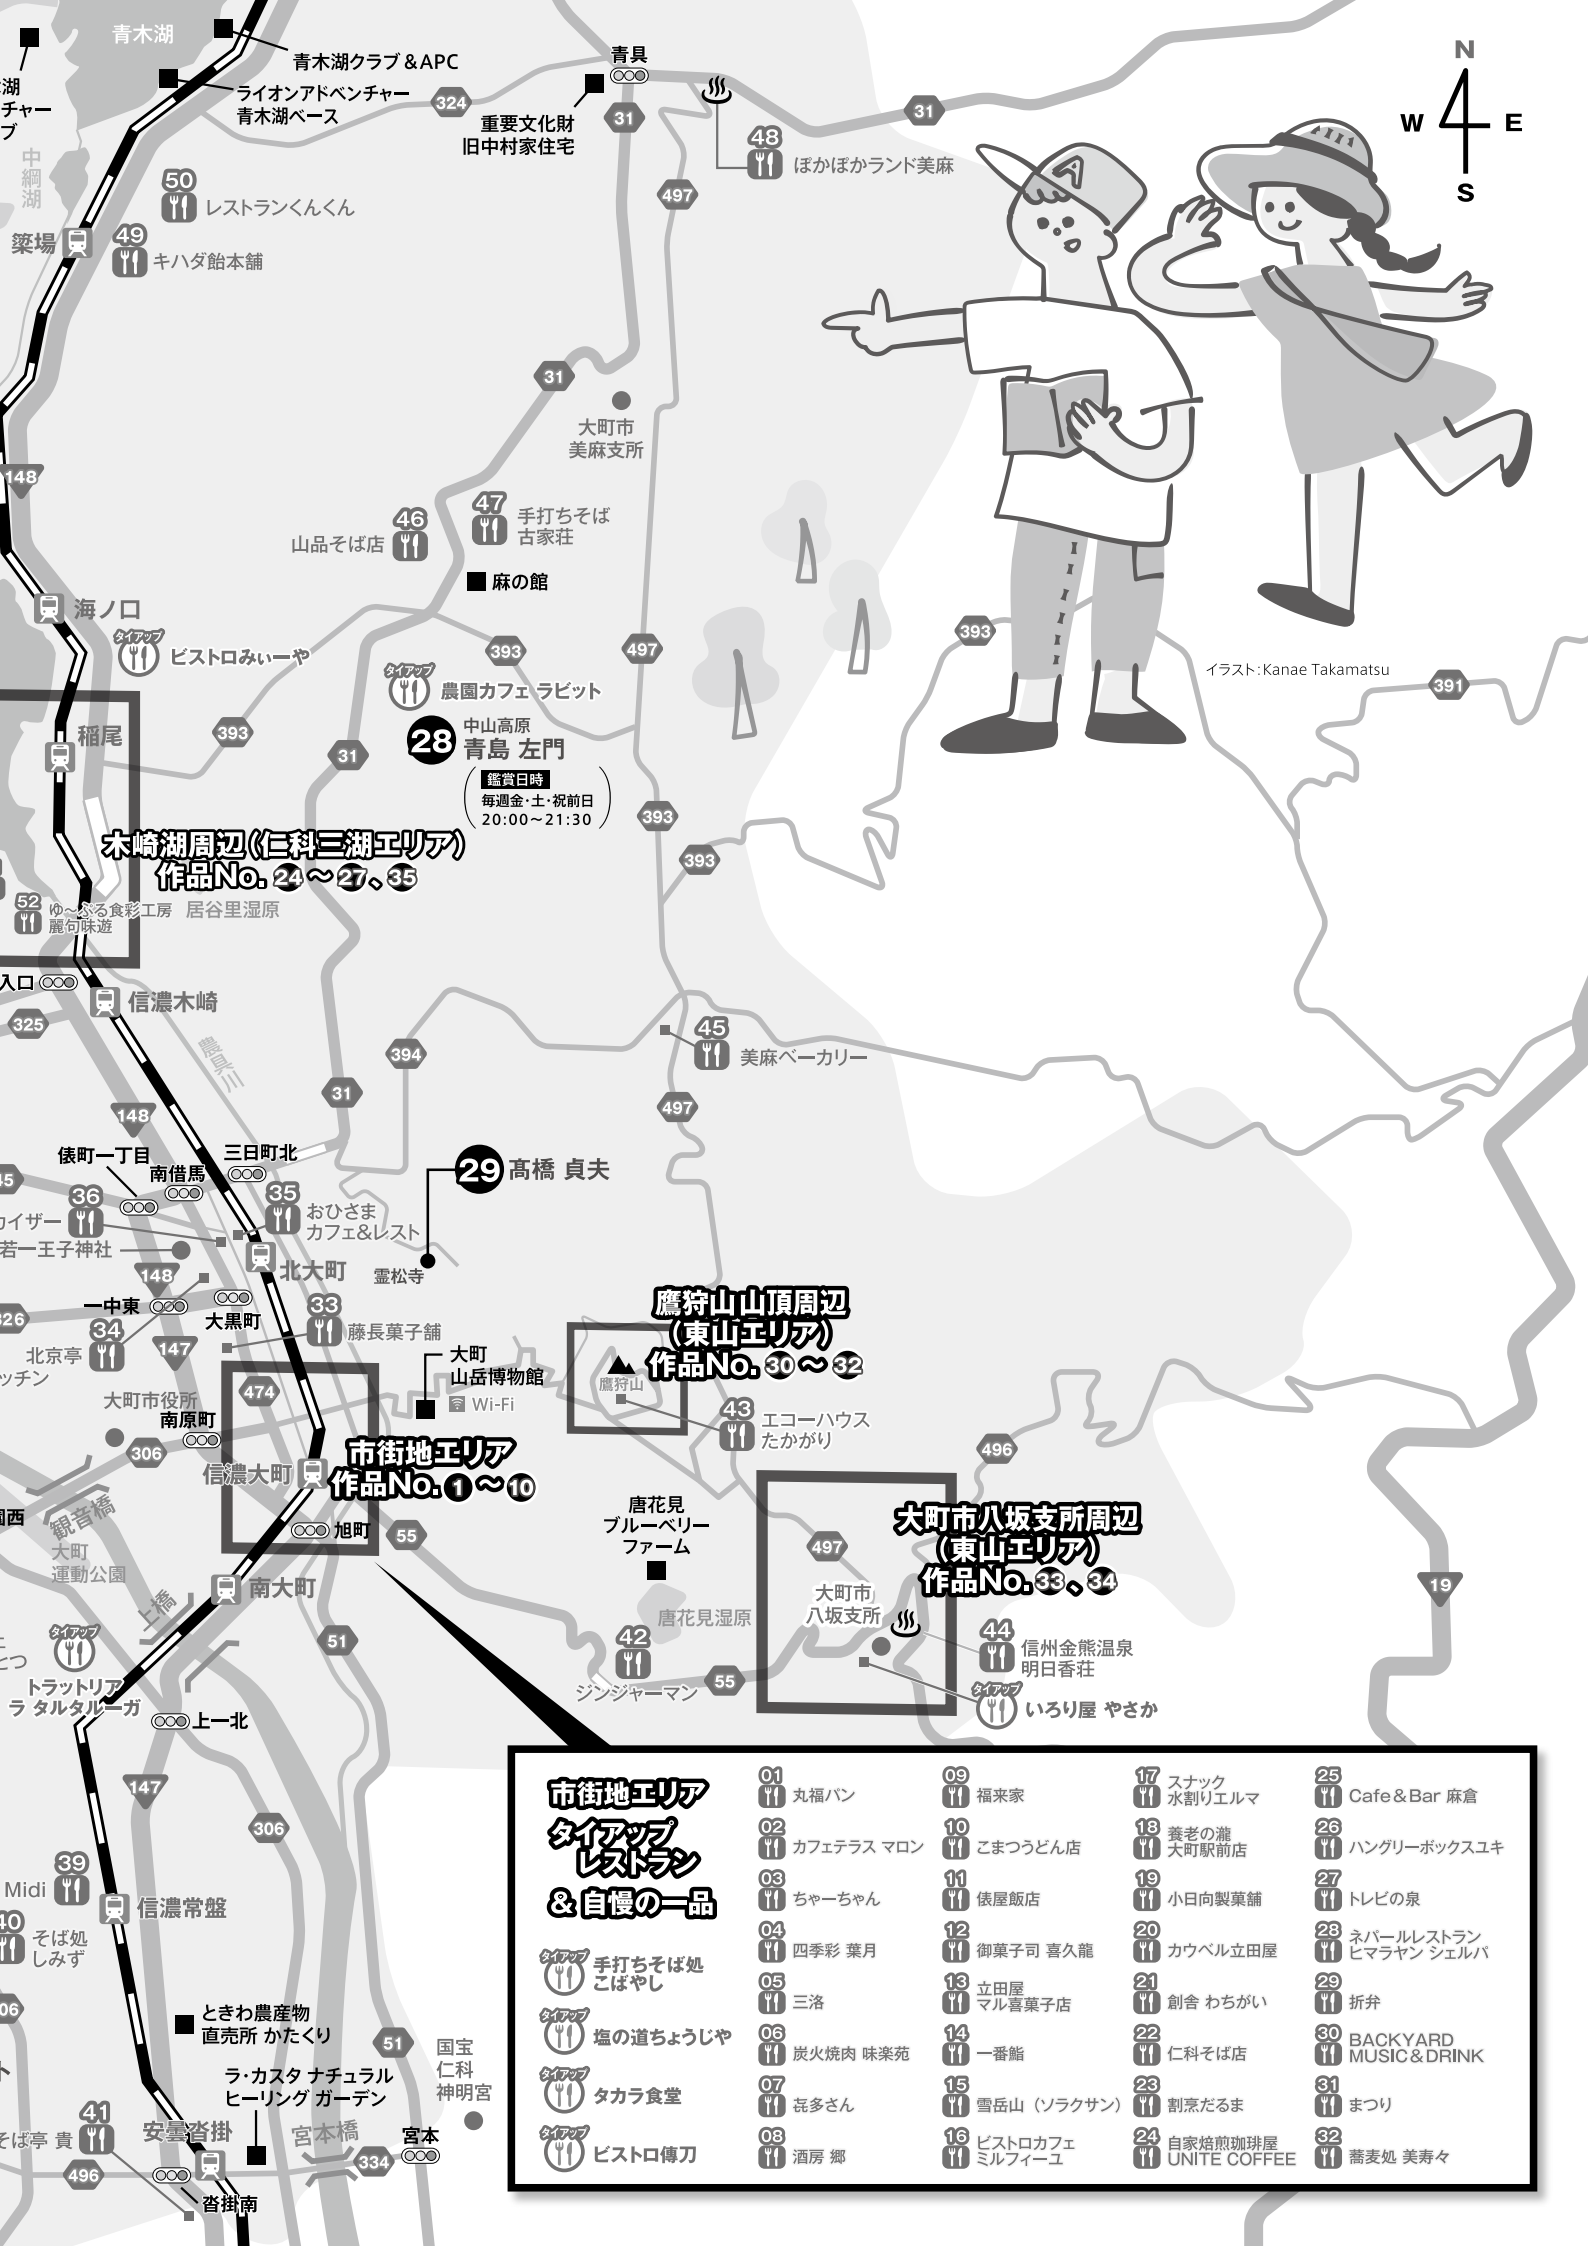 青木湖
青木湖クラブ＆APC
湖
チャー
ブ
ライオンアドベンチャー
青木湖ベース
324
青具
31
重要文化財
旧中村家住宅
48
ぽかぽかランド美麻
31
N
W
E
S
中綱湖
50
レストランくんくん
497
簗場
49
キハダ飴本舗
31
大町市
美麻支所
148
46
山品そば店
47
手打ちそば
古家荘
麻の館
海ノ口
タイアップ
ビストロみぃーや
393
497
393
イラスト：Kanae Takamatsu
391
タイアップ
農園カフェ ラビット
稲尾
393
31
28
中山高原
青島 左門
鑑賞日時
毎週金・土・祝前日
20:00〜21:30
393
393
木崎湖周辺（仁科三湖エリア）
作品No.24〜27、35
52
ゆ〜ぷる食彩工房
麗句味遊
居谷里湿原
入口
信濃木崎
325
農具川
394
45
美麻ベーカリー
31
497
148
俵町一丁目
三日町北
南借馬
29
髙橋 貞夫
45
36
35
おひさま
カフェ&レスト
カイザー
若一王子神社
北大町
霊松寺
148
一中東
大黒町
326
34
北京亭
147
33
藤長菓子舗
ッチン
鷹狩山山頂周辺
（東山エリア）
作品No.30〜32
鷹狩山
大町
山岳博物館
Wi-Fi
大町市役所
474
南原町
306
43
エコーハウス
たかがり
496
信濃大町
市街地エリア
作品No.1〜10
園西
観音橋
旭町
55
大町
運動公園
唐花見
ブルーベリー
ファーム
497
大町市八坂支所周辺
（東山エリア）
作品No.33、34
大町市
八坂支所
19
上橋
南大町
唐花見湿原
51
42
ジンジャーマン
55
44
信州金熊温泉
明日香荘
タイアップ
いろり屋 やさか
とつ
タイアップ
トラットリア
ラ タルタルーガ
上一北
147
306
39
Midi
信濃常盤
40
そば処
しみず
306
ときわ農産物
直売所 かたくり
51
国宝
仁科
神明宮
ラ・カスタ ナチュラル
ヒーリング ガーデン
ト
41
そば亭 貴
安曇沓掛
宮本橋
宮本
496
334
沓掛南
市街地エリア
タイアップ
レストラン
＆ 自慢の一品
タイアップ
手打ちそば処
こばやし
タイアップ
塩の道ちょうじや
タイアップ
タカラ食堂
タイアップ
ビストロ傳刀
01
丸福パン
02
カフェテラス マロン
03
ちゃーちゃん
04
四季彩 葉月
05
三洛
06
炭火焼肉 味楽苑
07
㐂多さん
08
酒房 郷
09
福来家
10
こまつうどん店
11
俵屋飯店
12
御菓子司 喜久龍
13
立田屋
マル喜菓子店
14
一番鮨
15
雪岳山（ソラクサン）
16
ビストロカフェ
ミルフィーユ
17
スナック
水割りエルマ
18
養老の瀧
大町駅前店
19
小日向製菓舗
20
カウベル立田屋
21
創舎 わちがい
22
仁科そば店
23
割烹だるま
24
自家焙煎珈琲屋
UNITE COFFEE
25
Cafe＆Bar 麻倉
26
ハングリーボックスユキ
27
トレビの泉
28
ネパールレストラン
ヒマラヤン シェルパ
29
折弁
30
BACKYARD
MUSIC＆DRINK
31
まつり
32
蕎麦処 美寿々